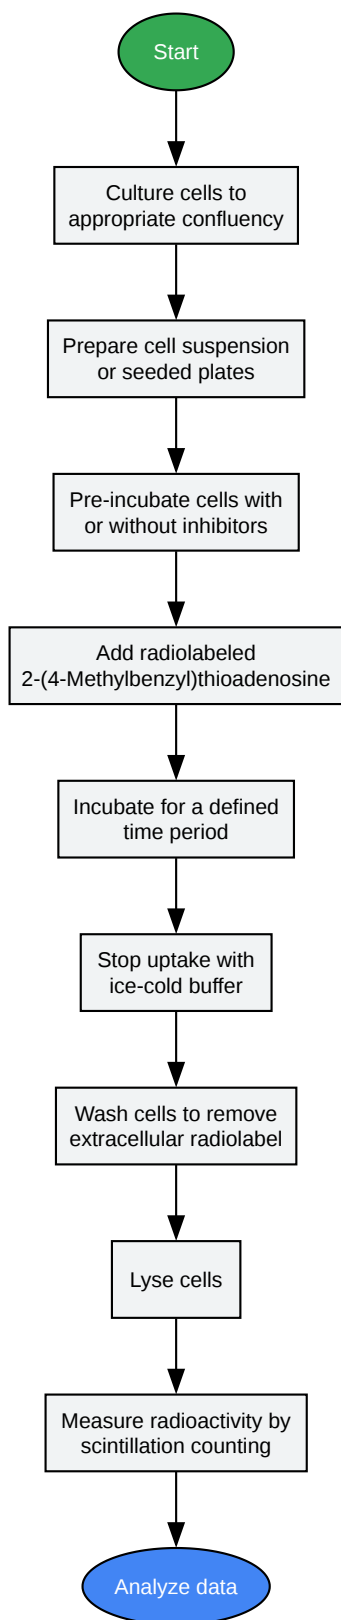 Start
Culture cells to
appropriate confluency
Prepare cell suspension
or seeded plates
Pre-incubate cells with
or without inhibitors
Add radiolabeled
2-(4-Methylbenzyl)thioadenosine
Incubate for a defined
time period
Stop uptake with
ice-cold buffer
Wash cells to remove
extracellular radiolabel
Lyse cells
Measure radioactivity by
scintillation counting
Analyze data